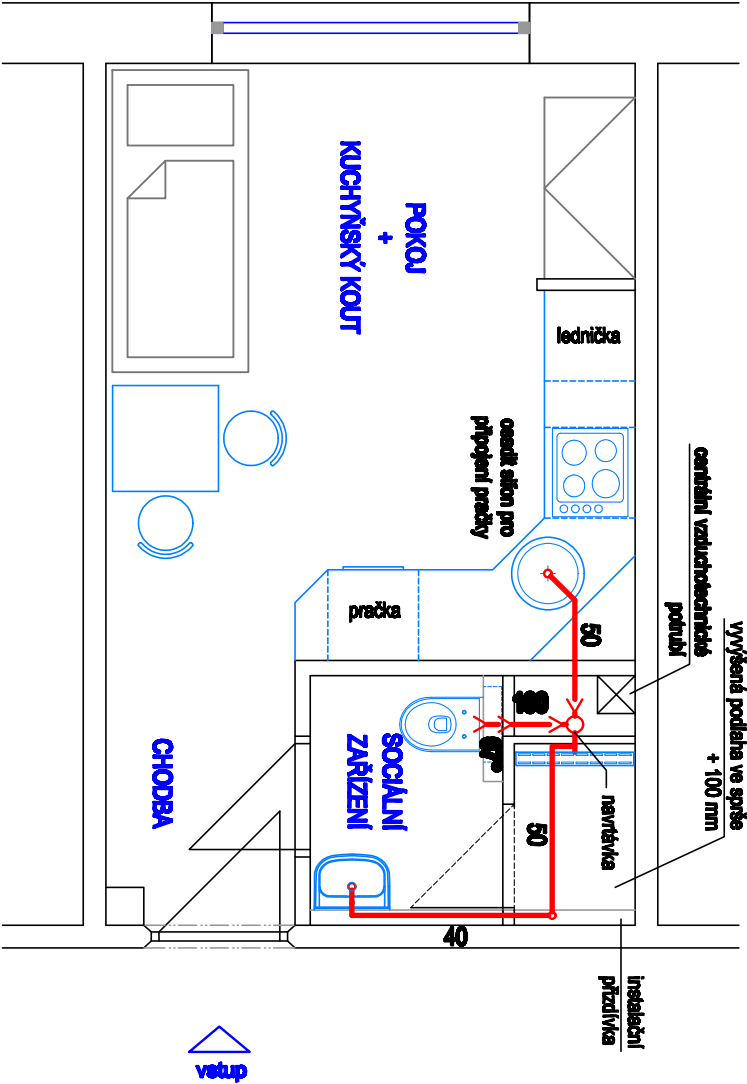 POKOJ
+
KUCHYŇSKÝ KOUT
lednička
osadit sifon pro
připojení pračky
centrální vzduchotechnické
potrubí
vyvýšená podlaha ve sprše
+ 100 mm
pračka
50
100
SOCIÁLNÍ
ZAŘÍZENÍ
CHODBA
navrtávka
50
40
instalační
přizdívka
vstup